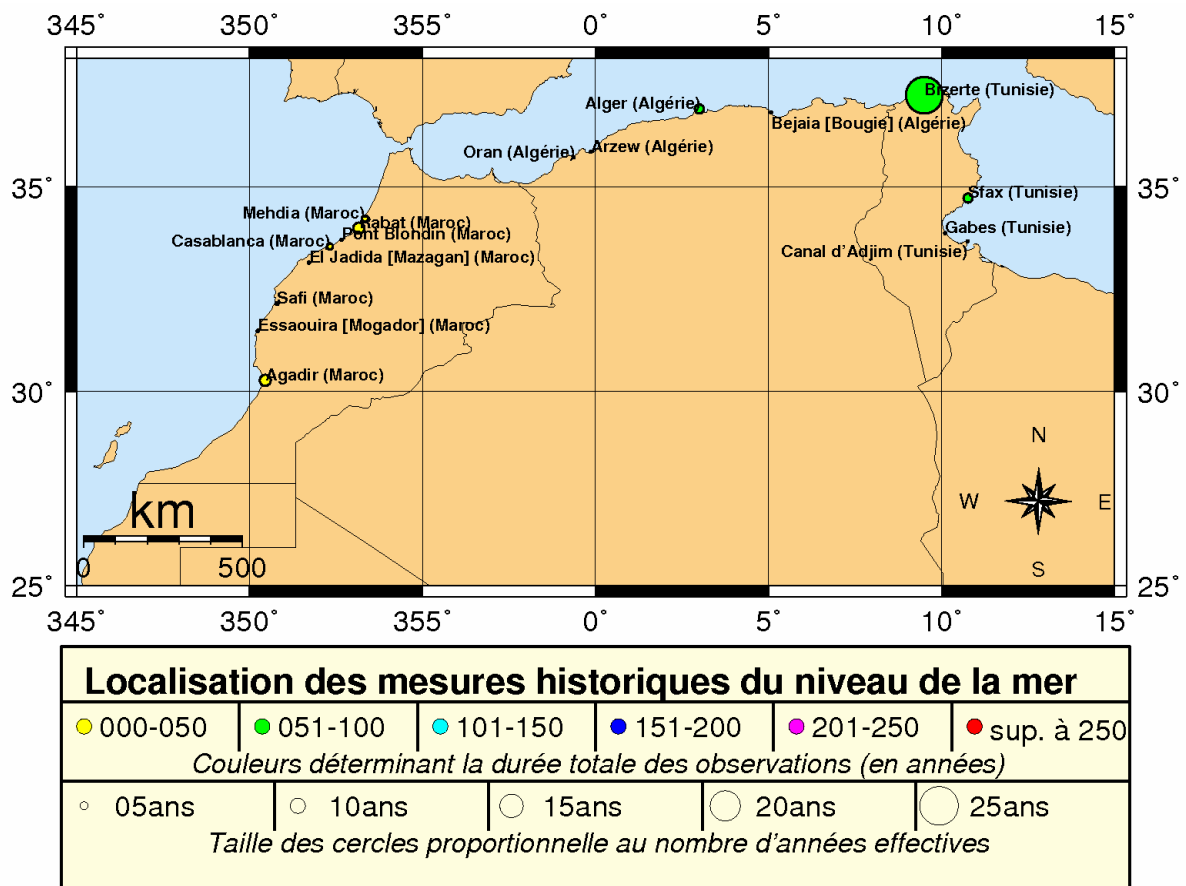 345° 350° 355° 0° 5° 10° 15°
Bizerte (Tunisie)
Alger (Algérie)
Bejaia [Bougie] (Algérie)
Oran (Algérie) Arzew (Algérie)
35° 35°
Sfax (Tunisie)
Mehdia (Maroc)
Rabat (Maroc)
Gabes (Tunisie)
Pont Blondin (Maroc)
Casablanca (Maroc)
Canal d'Adjim (Tunisie)
El Jadida [Mazagan] (Maroc)
Safi (Maroc)
Essaouira [Mogador] (Maroc)
Agadir (Maroc)
30° 30°
N
W E
S
km
0 500
25° 25°
345° 350° 355° 0° 5° 10° 15°
Localisation des mesures historiques du niveau de la mer
000-050 051-100 101-150 151-200 201-250 sup. à 250
Couleurs déterminant la durée totale des observations (en années)
05ans 10ans 15ans 20ans 25ans
Taille des cercles proportionnelle au nombre d'années effectives